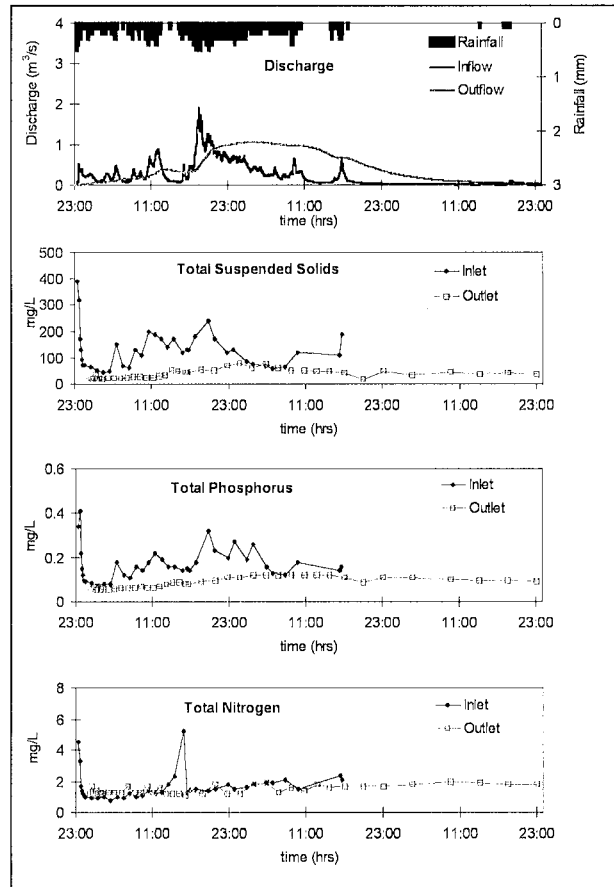 4 0
Rainfall
Discharge Inflow
3 1
Outflow
2 2
1
0 3
Discharge (m³/s)
Rainfall (mm)
23:00 11:00 23:00 11:00 23:00 11:00 23:00
time (hrs)
500
Total Suspended Solids Inlet
400
Outlet
300
200
100
0
mg/L
23:00 11:00 23:00 11:00 23:00 11:00 23:00
time (hrs)
0.6
Total Phosphorus Inlet
Outlet
0.4
0.2
0
mg/L
23:00 11:00 23:00 11:00 23:00 11:00 23:00
time (hrs)
8
Total Nitrogen Inlet
6
Outlet
4
2
0
mg/L
23:00 11:00 23:00 11:00 23:00 11:00 23:00
time (hrs)